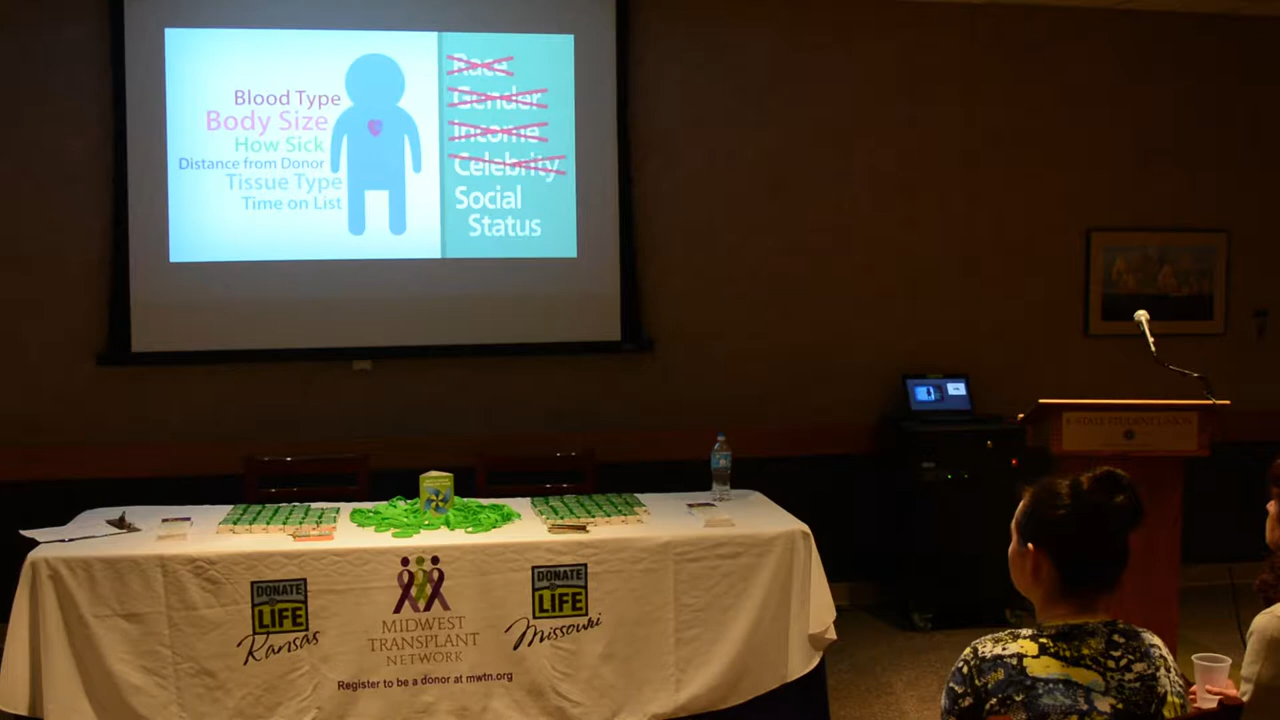 Blood Type
Body Size
How Sick
Distance from Donor
Tissue Type
Time on List
Race
Gender
Income
Celebrity
Social
Status
K-STATE STUDENT UNION
DONATE
LIFE
Kansas
MIDWEST
TRANSPLANT
NETWORK
DONATE
LIFE
Missouri
Register to be a donor at mwtn.org